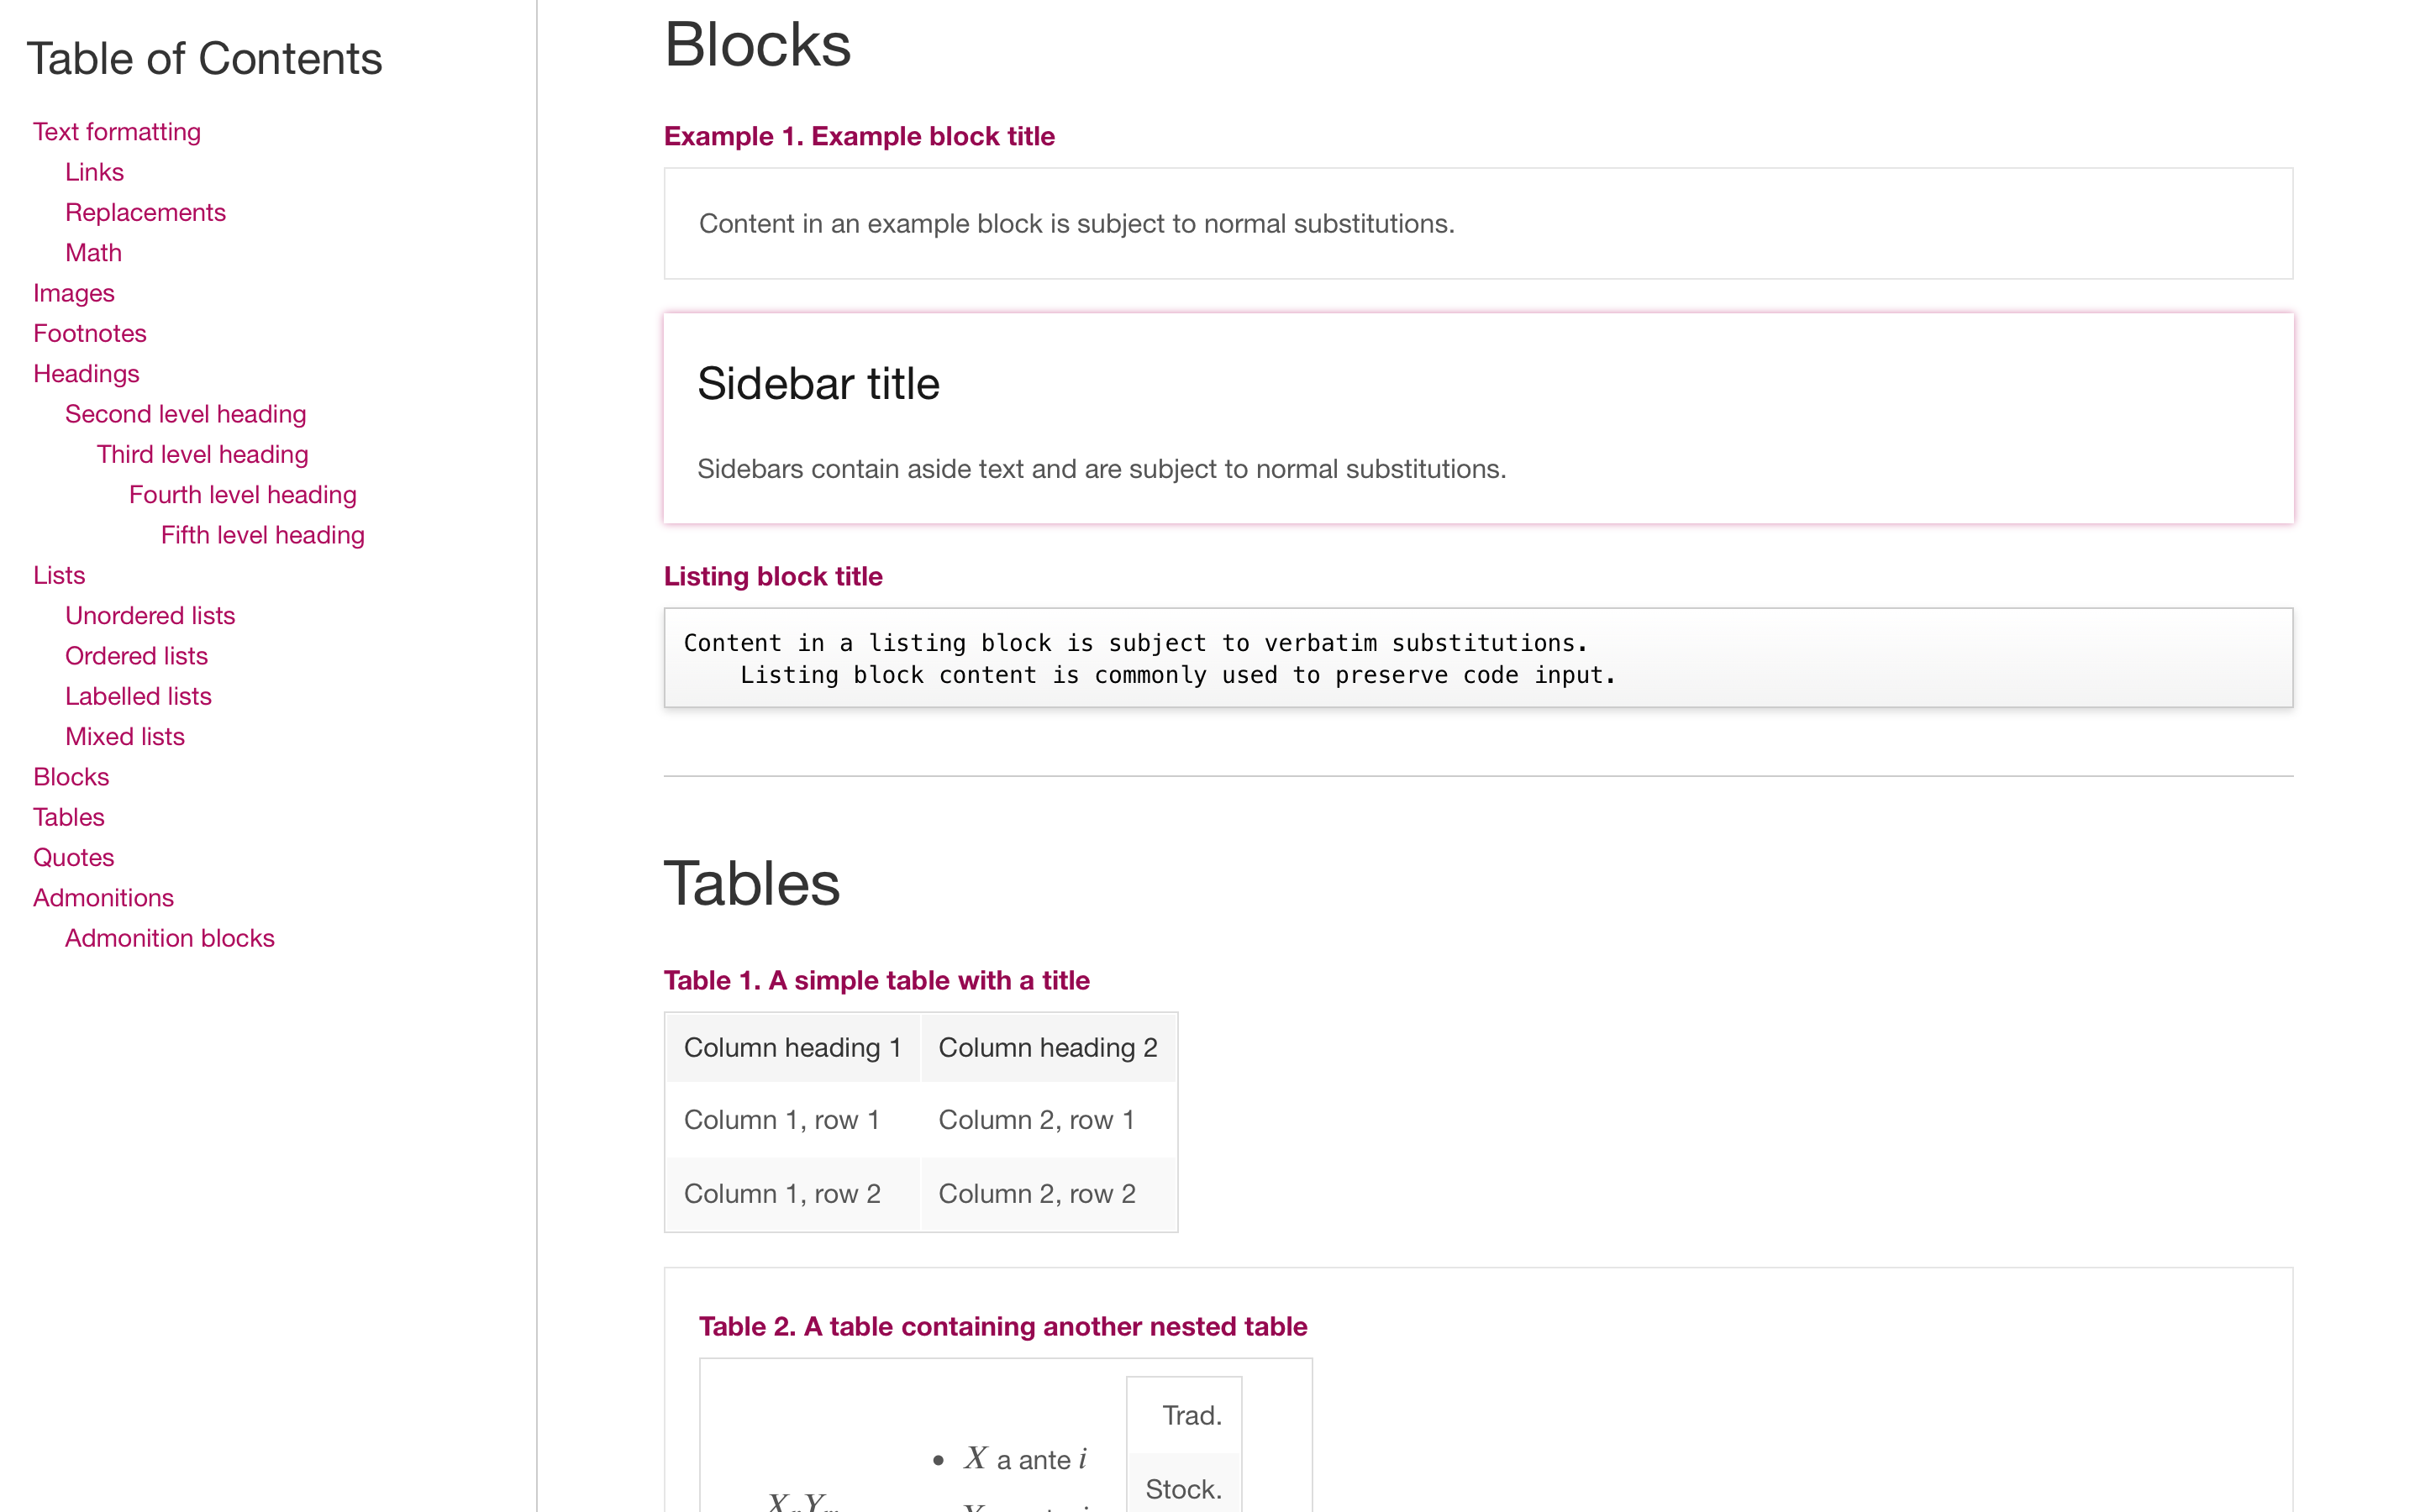 Table of Contents
Text formatting
Links
Replacements
Math
Images
Footnotes
Headings
Second level heading
Third level heading
Fourth level heading
Fifth level heading
Lists
Unordered lists
Ordered lists
Labelled lists
Mixed lists
Blocks
Tables
Quotes
Admonitions
Admonition blocks
Blocks
Example 1. Example block title
Content in an example block is subject to normal substitutions.
Sidebar title
Sidebars contain aside text and are subject to normal substitutions.
Listing block title
Content in a listing block is subject to verbatim substitutions.
    Listing block content is commonly used to preserve code input.
Tables
Table 1. A simple table with a title
Column heading 1 Column heading 2
Column 1, row 1 Column 2, row 1
Column 1, row 2 Column 2, row 2
Table 2. A table containing another nested table
Trad.
• X a ante i
Stock.